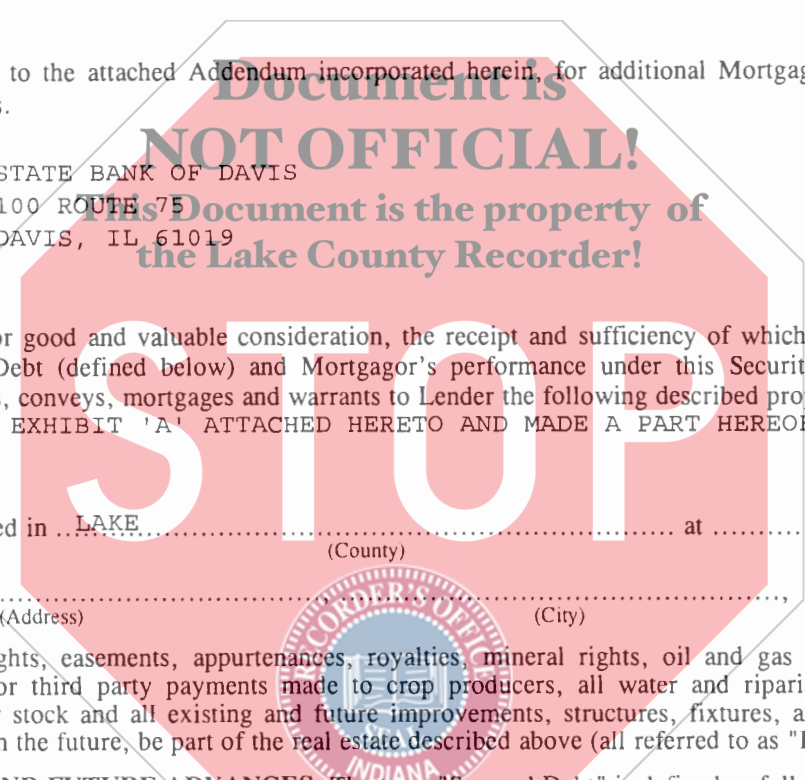 to the attached Addendum incorporated herein, for additional Mortgag
s.
Document is
NOT OFFICIAL!
This Document is the property of
the Lake County Recorder!
STATE BANK OF DAVIS
100 ROUTE 75
DAVIS, IL 61019
or good and valuable consideration, the receipt and sufficiency of which
Debt (defined below) and Mortgagor's performance under this Securit
s, conveys, mortgages and warrants to Lender the following described pro
EXHIBIT 'A' ATTACHED HERETO AND MADE A PART HEREOF
STOP
ed in ..LAKE........ at ..........
(County)
(Address) (City)
RECORDER'S OFFICE
SEAL
INDIANA
ghts, easements, appurtenances, royalties, mineral rights, oil and gas
or third party payments made to crop producers, all water and ripari
stock and all existing and future improvements, structures, fixtures, a
n the future, be part of the real estate described above (all referred to as "